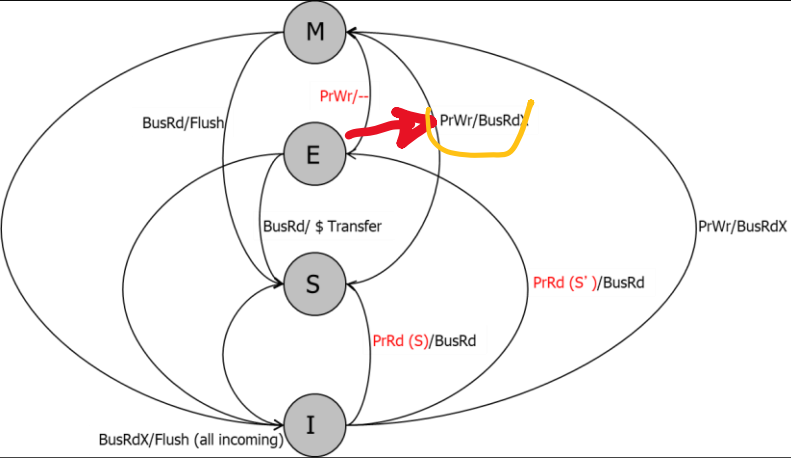 M
PrWr/--
BusRd/Flush
PrWr/BusRdX
E
BusRd/ $ Transfer
PrWr/BusRdX
S
PrRd (S')/BusRd
PrRd (S)/BusRd
I
BusRdX/Flush (all incoming)